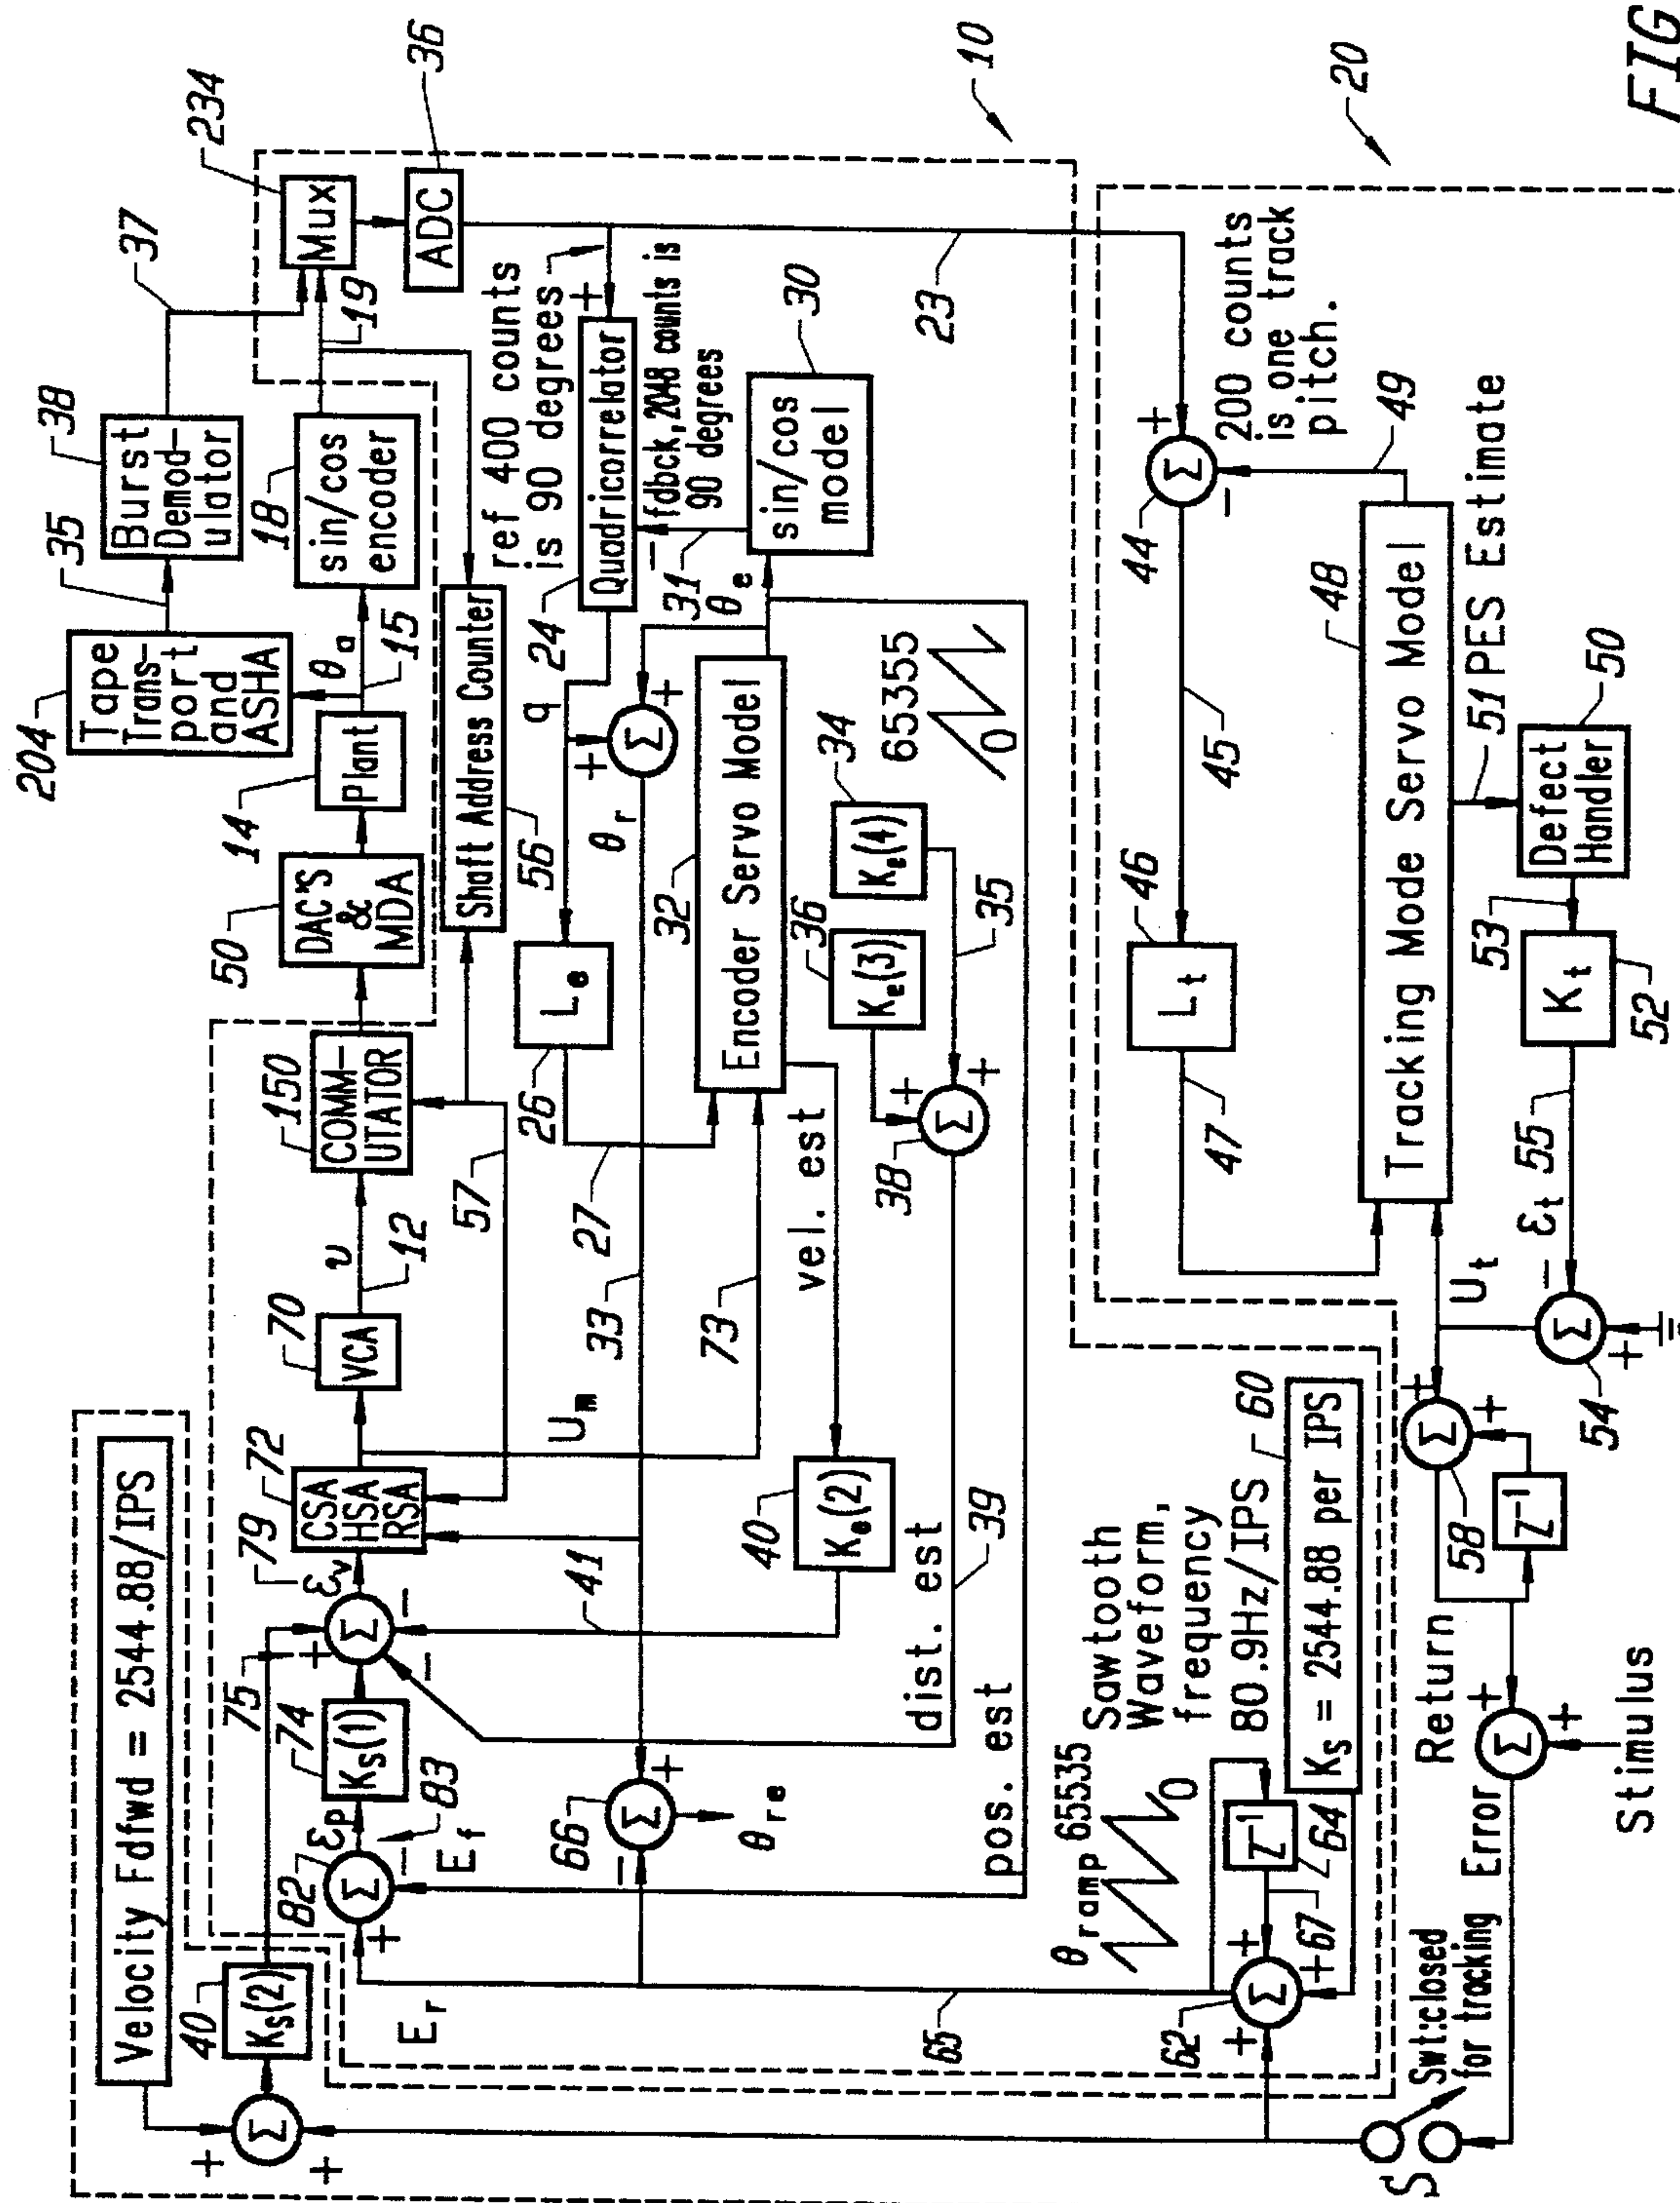 Velocity Fdfwd = 2544.88/IPS
40
Ks(2)
Σ
+
+
75
74
Ks(1)
82
εp
Σ
+
−
83
Ef
Er
+
Σ
−
−
εv
79
72
CSA
HSA
RSA
70
VCA
υ
12
150
COMM-
UTATOR
57
50
DAC'S
&
MDA
14
Plant
204
Tape
Trans-
port
and
ASHA
θa
15
35
Burst
Demod-
ulator
38
37
18
sin/cos
encoder
19
234
Mux
ADC
36
Shaft Address Counter
56
ref 400 counts
is 90 degrees
24
Quadricorrelator
+
−
fdbck, 2048 counts is
90 degrees
31
θe
sin/cos
model
30
23
10
q
Σ
+
+
θr
Le
26
27
33
Um
41
73
32
Encoder Servo Model
65355
0
34
Ke(4)
36
Ke(3)
35
38
Σ
+
+
vel. est
40
Ke(2)
dist. est
39
pos. est
66
Σ
−
+
θre
65
θramp 65535
0
Sawtooth
Waveform,
frequency
80.9Hz/IPS
60
Ks = 2544.88 per IPS
Z-1
64
67
62
Σ
+
+
+
20
200 counts
is one track
pitch.
44
Σ
+
−
49
45
46
Lt
47
48
Tracking Mode Servo Model
51 PES Estimate
50
Defect
Handler
53
Kt
52
55
εt
−
Σ
+
54
Ut
Σ
+
+
58
Z-1
Return
Σ
+
+
Stimulus
Error
Swt:closed
for tracking
S
FIG